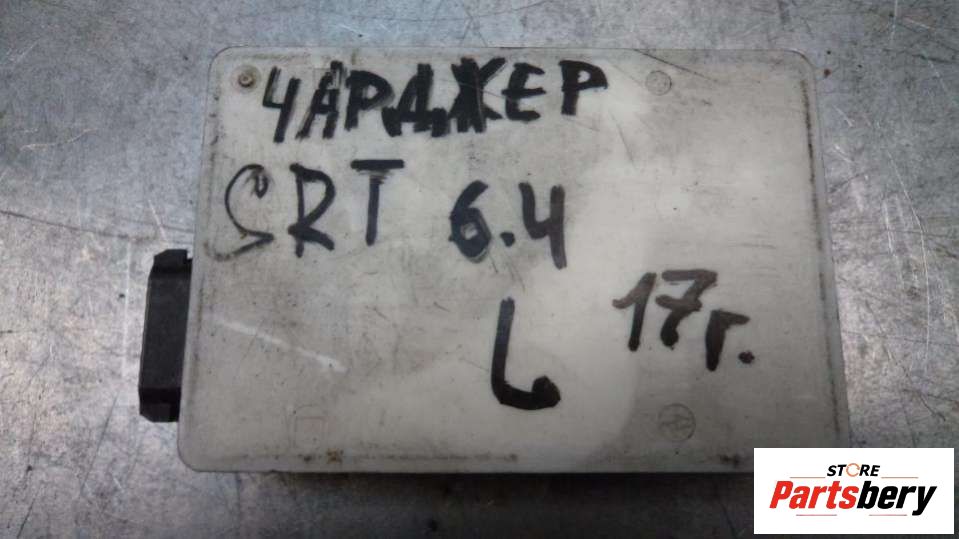 ЧАРДЖЕР
SRT 6.4
L
17г.
STORE
Partsbery